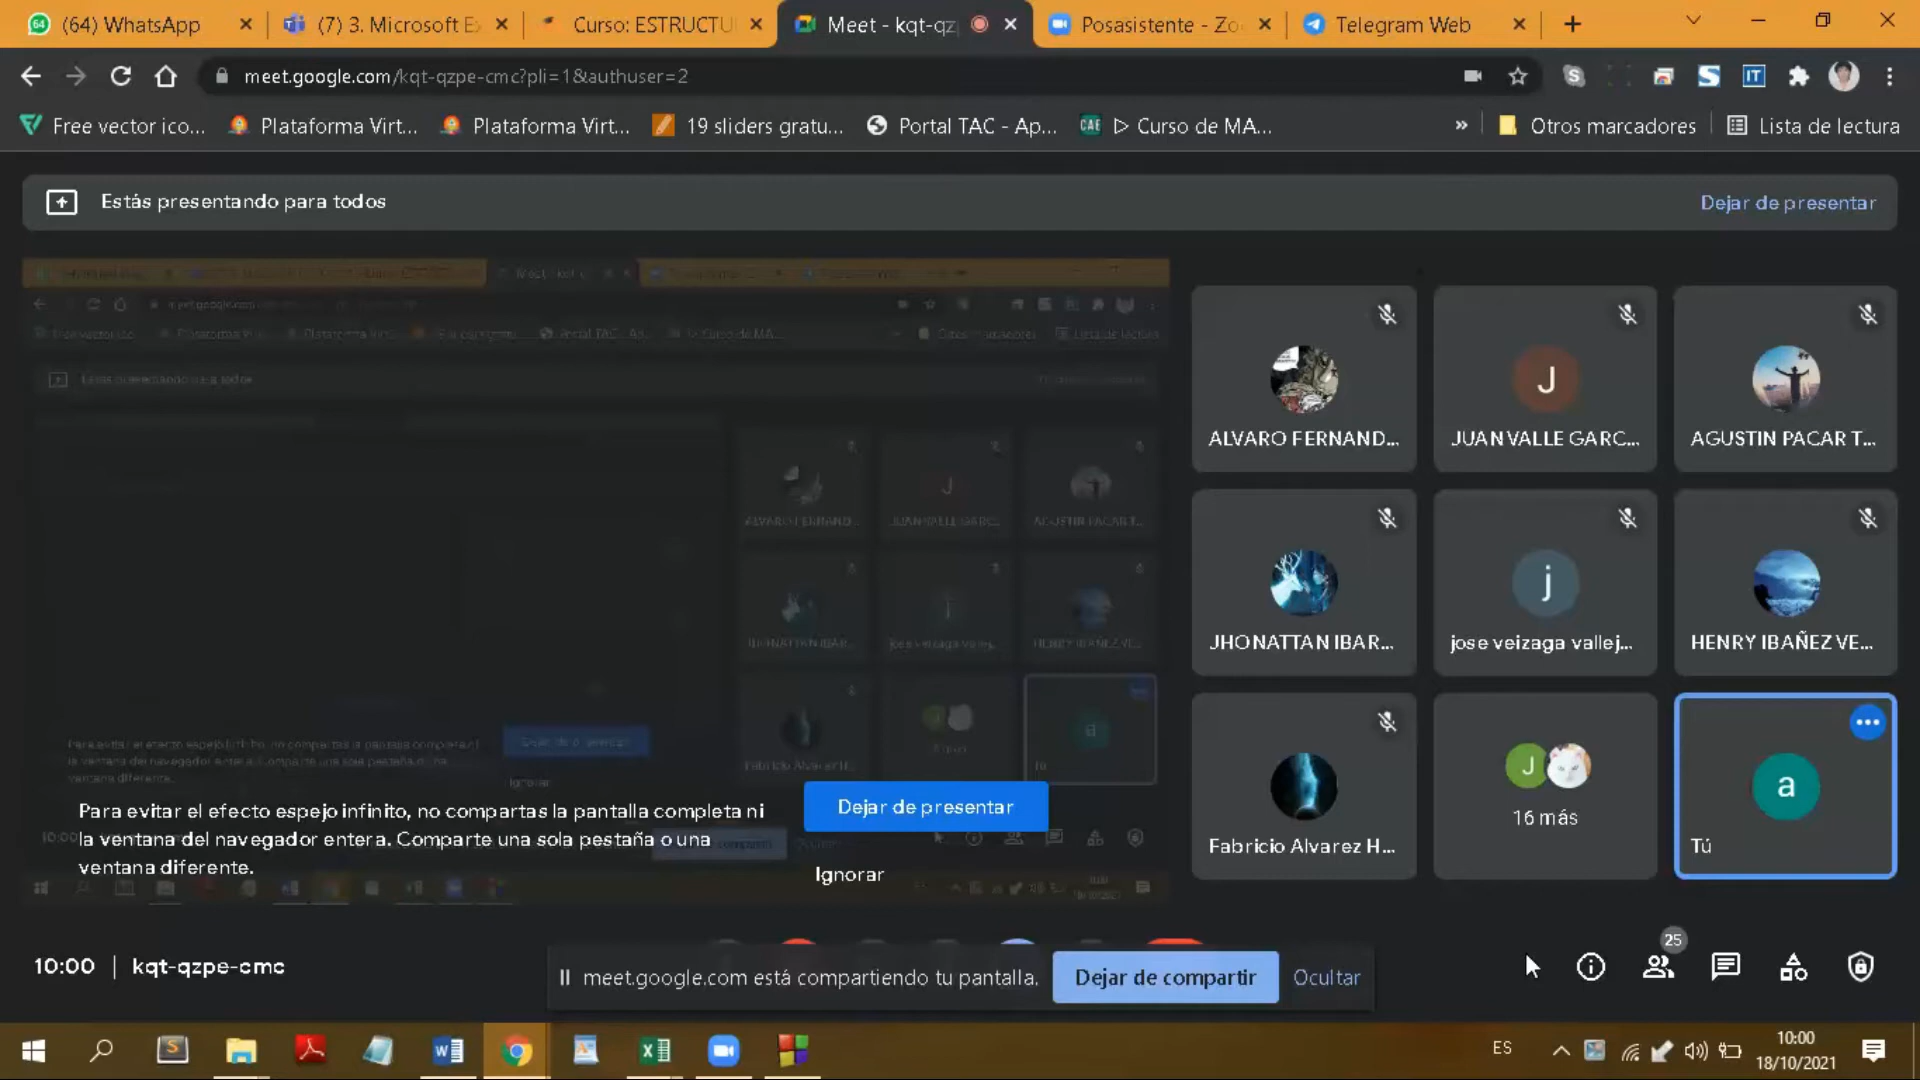 (64) WhatsApp
(7) 3. Microsoft Ex
Curso: ESTRUCTU
Meet - kqt-qzp
Posasistente - Zo
Telegram Web
meet.google.com/kqt-qzpe-cmc?pli=1&authuser=2
Free vector ico...
Plataforma Virt...
Plataforma Virt...
19 sliders gratu...
Portal TAC - Ap...
CAE
▷ Curso de MA...
»
Otros marcadores
Lista de lectura
Estás presentando para todos
Dejar de presentar
ALVARO FERNAND...
J
JUAN VALLE GARC...
AGUSTIN PACAR T...
JHONATTAN IBAR...
j
jose veizaga vallej...
HENRY IBAÑEZ VE...
Fabricio Alvarez H...
J
16 más
a
Tú
Para evitar el efecto espejo infinito, no compartas la pantalla completa ni
la ventana del navegador entera. Comparte una sola pestaña o una
ventana diferente.
Dejar de presentar
Ignorar
10:00 | kqt-qzpe-cmc
meet.google.com está compartiendo tu pantalla.
Dejar de compartir
Ocultar
25
ES
10:00
18/10/2021